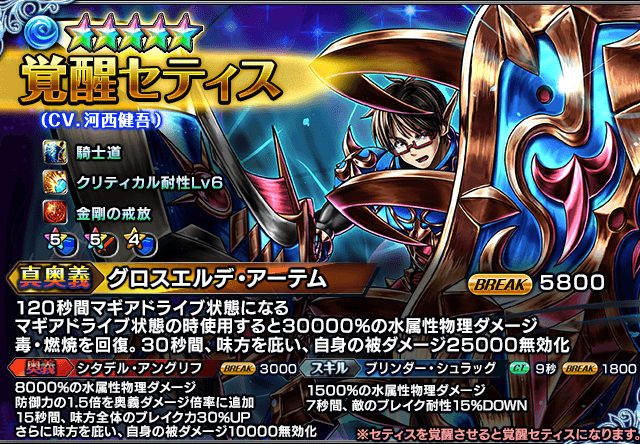 覚醒セティス
(CV.河西健吾)
騎士道
クリティカル耐性Lv6
金剛の戒放
5 5 4
真奥義 グロスエルデ・アーテム BREAK 5800
120秒間マギアドライブ状態になる
マギアドライブ状態の時使用すると30000%の水属性物理ダメージ
毒・燃焼を回復。30秒間、味方を庇い、自身の被ダメージ25000無効化
奥義 シタデル・アングリフ BREAK 3000
8000%の水属性物理ダメージ
防御力の1.5倍を奥義ダメージ倍率に追加
15秒間、味方全体のブレイク力30%UP
さらに味方を庇い、自身の被ダメージ10000無効化
スキル ブリンダー・シュラッグ CT 9秒 BREAK 1800
1500%の水属性物理ダメージ
7秒間、敵のブレイク耐性15%DOWN
※セティスを覚醒させると覚醒セティスになります